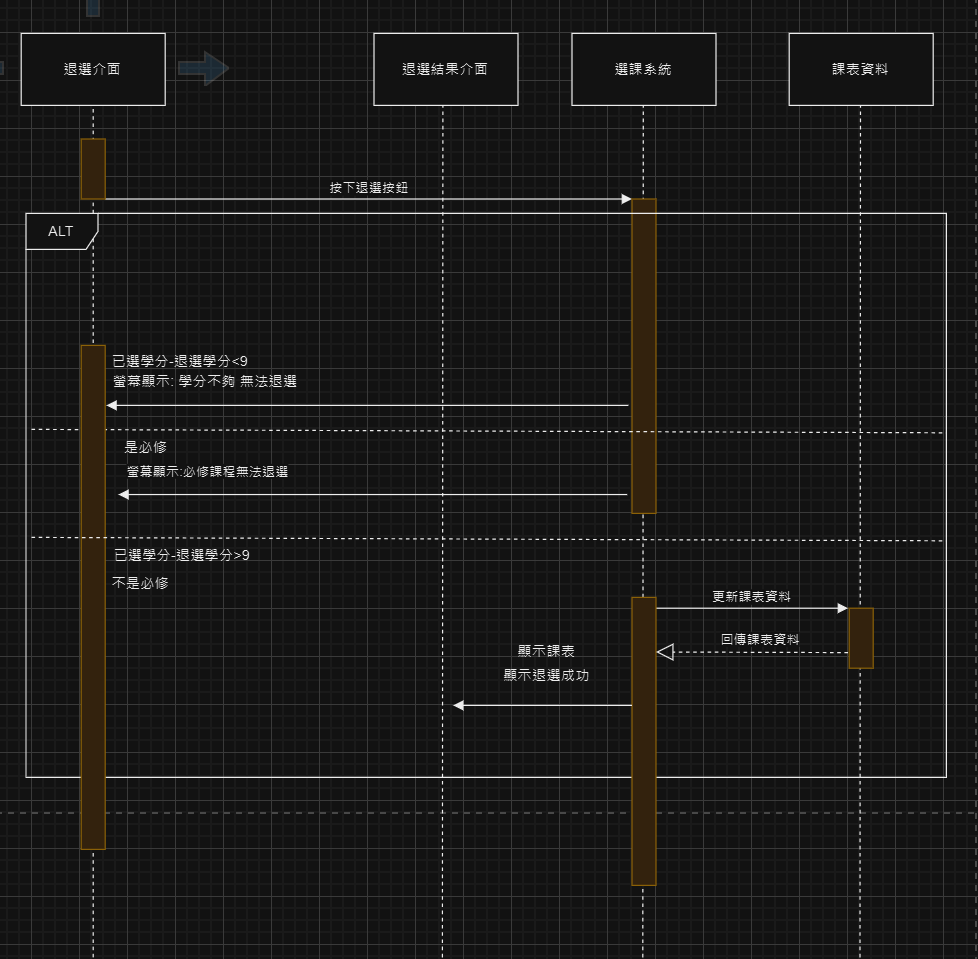 退選介面
退選結果介面
選課系統
課表資料
按下退選按鈕
ALT
已選學分-退選學分<9
螢幕顯示: 學分不夠 無法退選
是必修
螢幕顯示:必修課程無法退選
已選學分-退選學分>9
不是必修
更新課表資料
回傳課表資料
顯示課表
顯示退選成功